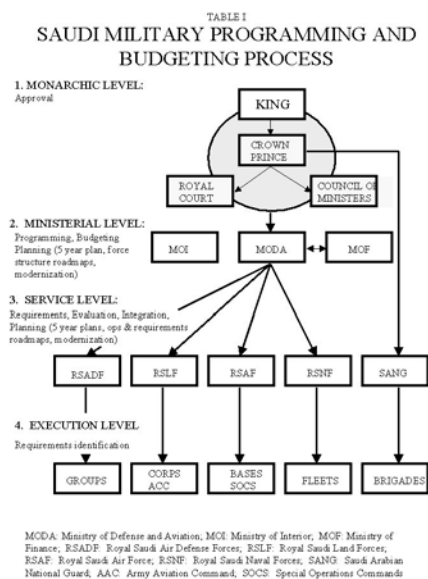 TABLE I
SAUDI MILITARY PROGRAMMING AND
BUDGETING PROCESS
1. MONARCHIC LEVEL:
Approval
KING
CROWN
PRINCE
ROYAL
COURT
COUNCIL OF
MINISTERS
2. MINISTERIAL LEVEL:
Programming, Budgeting
Planning (5 year plan, force
structure roadmaps,
modernization)
MOI
MODA
MOF
3. SERVICE LEVEL:
Requirements, Evaluation, Integration,
Planning (5 year plans, ops & requirements
roadmaps, modernization)
RSADF
RSLF
RSAF
RSNF
SANG
4. EXECUTION LEVEL
Requirements identification
GROUPS
CORPS
ACC
BASES
SOCS
FLEETS
BRIGADES
MODA: Ministry of Defense and Aviation; MOI: Ministry of Interior; MOF: Ministry of
Finance; RSADF: Royal Saudi Air Defense Forces; RSLF: Royal Saudi Land Forces;
RSAF: Royal Saudi Air Force; RSNF: Royal Saudi Naval Forces; SANG: Saudi Arabian
National Guard; AAC: Army Aviation Command; SOCS: Special Operations Commands